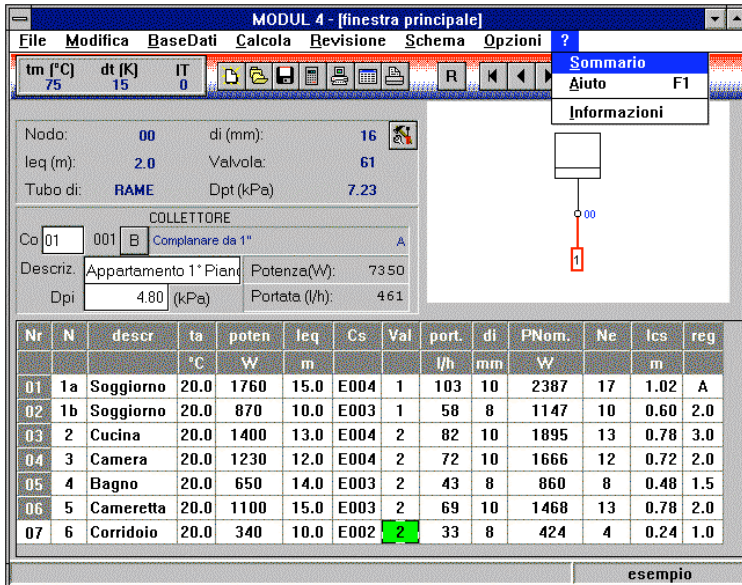 MODUL 4 - [finestra principale]
File Modifica BaseDati Calcola Revisione Schema Opzioni ?
tm [°C] dt [K] IT
75 15 0
R
Sommario
Aiuto F1
Informazioni
Nodo: 00 di (mm): 16
leq (m): 2.0 Valvola: 61
Tubo di: RAME Dpt (kPa) 7.23
00
1
COLLETTORE
Co 01 001 B Complanare da 1" A
Descriz. Appartamento 1° Piano Potenza(W): 7350
Dpi 4.80 (kPa) Portata (l/h): 461
Nr N descr ta poten leq Cs Val port. di PNom. Ne lcs reg
°C W m l/h mm W m
01 1a Soggiorno 20.0 1760 15.0 E004 1 103 10 2387 17 1.02 A
02 1b Soggiorno 20.0 870 10.0 E003 1 58 8 1147 10 0.60 2.0
03 2 Cucina 20.0 1400 13.0 E004 2 82 10 1895 13 0.78 3.0
04 3 Camera 20.0 1230 12.0 E004 2 72 10 1666 12 0.72 2.0
05 4 Bagno 20.0 650 14.0 E003 2 43 8 860 8 0.48 1.5
06 5 Cameretta 20.0 1100 15.0 E003 2 69 10 1468 13 0.78 2.0
07 6 Corridoio 20.0 340 10.0 E002 2 33 8 424 4 0.24 1.0
esempio